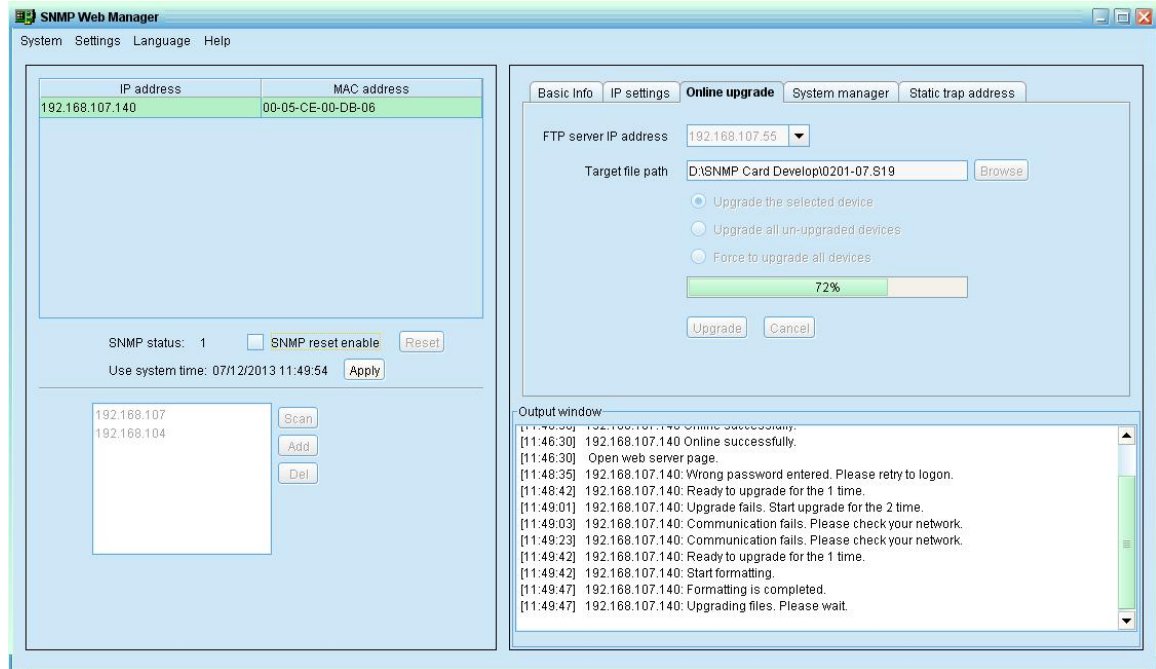 SNMP Web Manager
System Settings Language Help
IP address MAC address
192.168.107.140 00-05-CE-00-DB-06
SNMP status: 1 SNMP reset enable Reset
Use system time: 07/12/2013 11:49:54 Apply
192.168.107
192.168.104
Scan
Add
Del
Basic Info IP settings Online upgrade System manager Static trap address
FTP server IP address 192.168.107.55
Target file path D:\SNMP Card Develop\0201-07.S19 Browse
Upgrade the selected device
Upgrade all un-upgraded devices
Force to upgrade all devices
72%
Upgrade Cancel
Output window
[11:46:30] 192.168.107.140 Online successfully.
[11:46:30] 192.168.107.140 Online successfully.
[11:46:30] Open web server page.
[11:48:35] 192.168.107.140: Wrong password entered. Please retry to logon.
[11:48:42] 192.168.107.140: Ready to upgrade for the 1 time.
[11:49:01] 192.168.107.140: Upgrade fails. Start upgrade for the 2 time.
[11:49:03] 192.168.107.140: Communication fails. Please check your network.
[11:49:23] 192.168.107.140: Communication fails. Please check your network.
[11:49:42] 192.168.107.140: Ready to upgrade for the 1 time.
[11:49:42] 192.168.107.140: Start formatting.
[11:49:47] 192.168.107.140: Formatting is completed.
[11:49:47] 192.168.107.140: Upgrading files. Please wait.